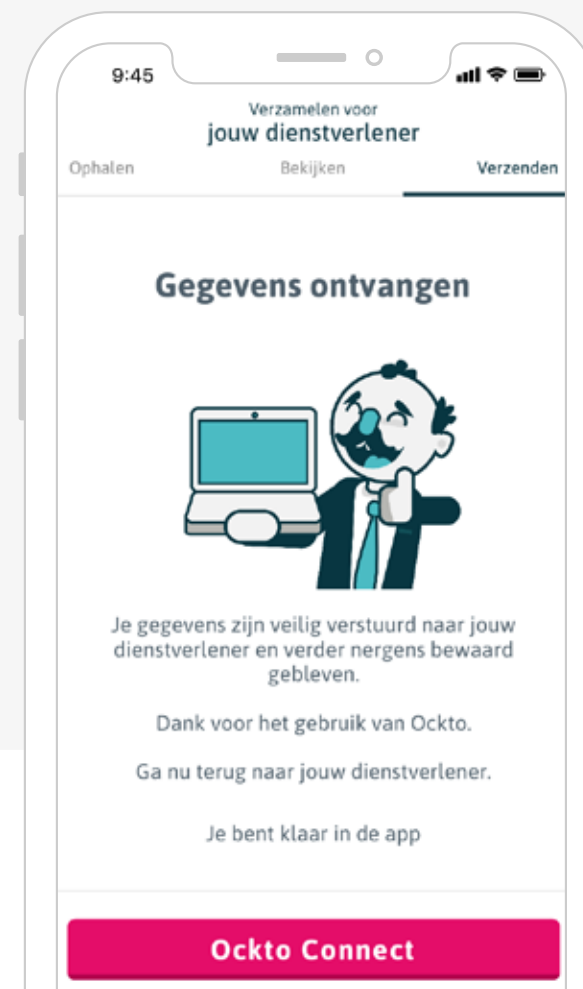 9:45
Verzamelen voor
jouw dienstverlener
Ophalen Bekijken Verzenden
Gegevens ontvangen
Je gegevens zijn veilig verstuurd naar jouw
dienstverlener en verder nergens bewaard
gebleven.
Dank voor het gebruik van Ockto.
Ga nu terug naar jouw dienstverlener.
Je bent klaar in de app
Ockto Connect